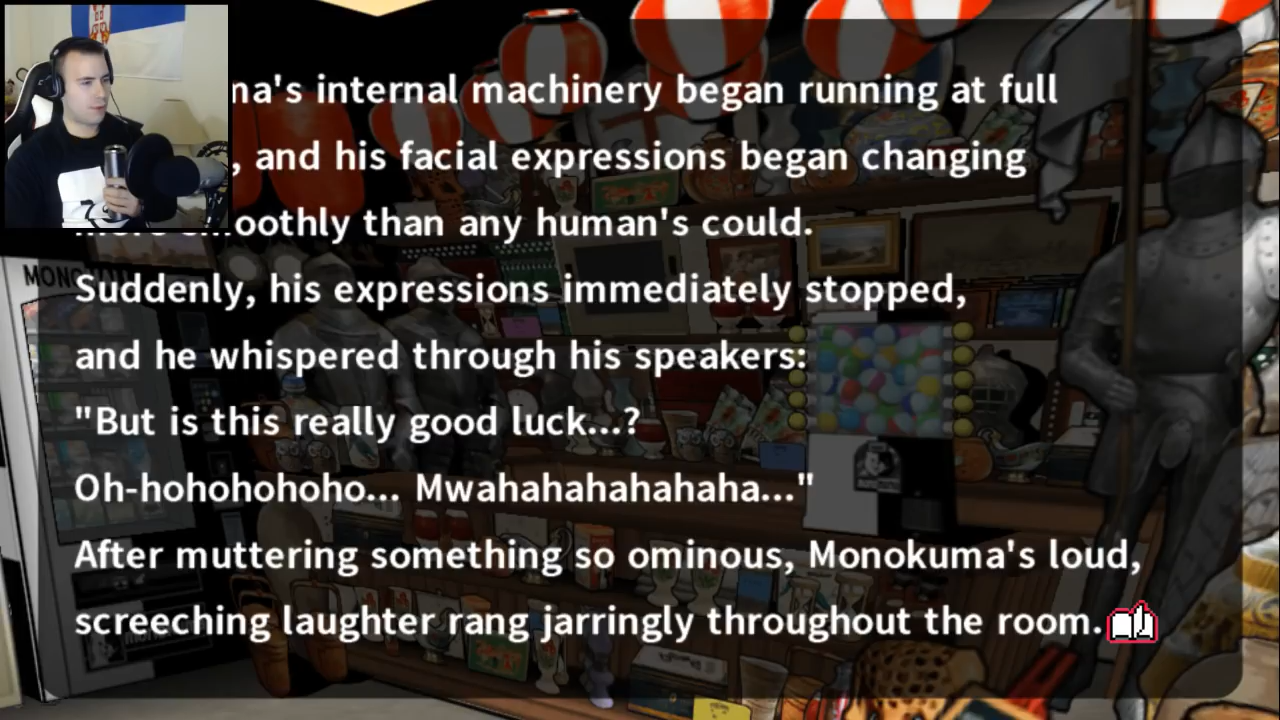 na's internal machinery began running at full
, and his facial expressions began changing
oothly than any human's could.
Suddenly, his expressions immediately stopped,
and he whispered through his speakers:
"But is this really good luck...?
Oh-hohohohoho... Mwahahahahahaha..."
After muttering something so ominous, Monokuma's loud,
screeching laughter rang jarringly throughout the room.